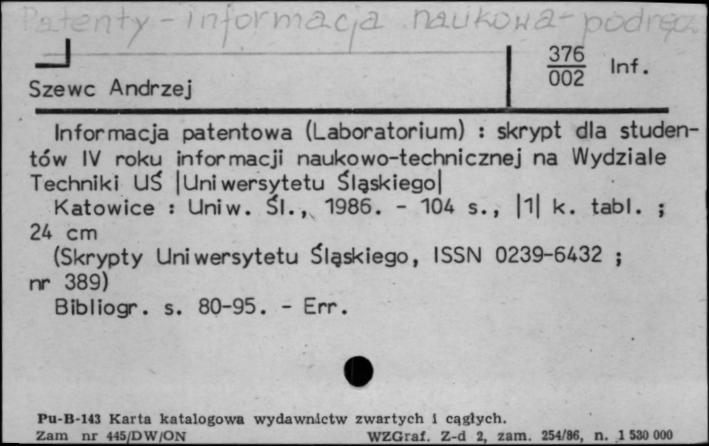 Patenty - informacja naukowa - podręcz.
Szewc Andrzej
376
002
Inf.
Informacja patentowa (Laboratorium) : skrypt dla studen-
tów IV roku informacji naukowo-technicznej na Wydziale
Techniki UŚ |Uniwersytetu Śląskiego|
Katowice : Uniw. Śl., 1986. - 104 s., |1| k. tabl. ;
24 cm
(Skrypty Uniwersytetu Śląskiego, ISSN 0239-6432 ;
nr 389)
Bibliogr. s. 80-95. - Err.
Pu-B-143 Karta katalogowa wydawnictw zwartych i ciągłych.
Zam nr 445/DW/ON WZGraf. Z-d 2, zam. 254/86, n. 1 530 000